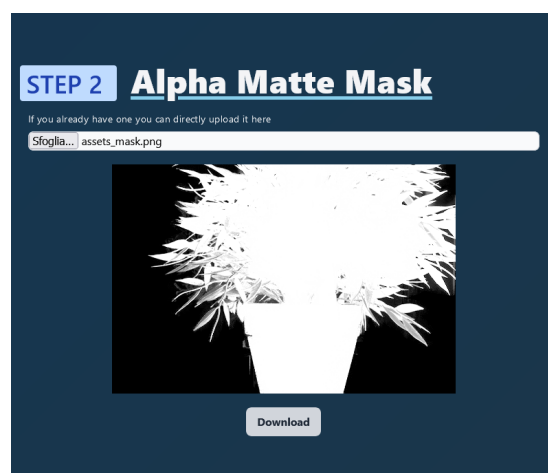 STEP 2 Alpha Matte Mask
If you already have one you can directly upload it here
Sfoglia... assets_mask.png
Download